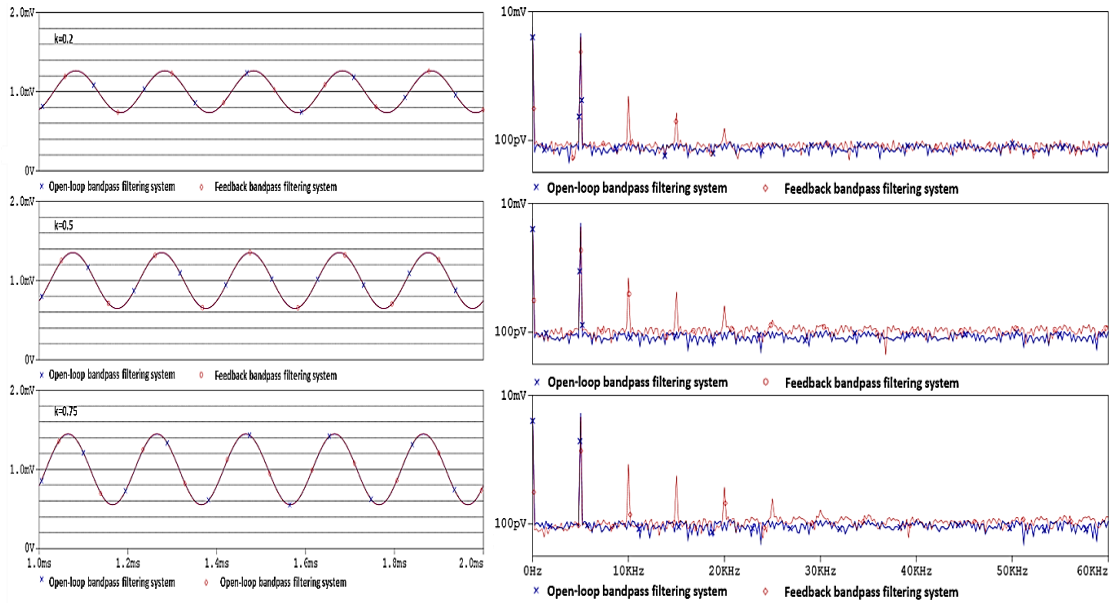 2.0mV
k=0.2
1.0mV
0V
× Open-loop bandpass filtering system ◇ Feedback bandpass filtering system
2.0mV
k=0.5
1.0mV
0V
× Open-loop bandpass filtering system ○ Feedback bandpass filtering system
2.0mV
k=0.75
1.0mV
0V
1.0ms 1.2ms 1.4ms 1.6ms 1.8ms 2.0ms
× Open-loop bandpass filtering system ◇ Open-loop bandpass filtering system
10mV
100pV
× Open-loop bandpass filtering system ◇ Feedback bandpass filtering system
10mV
100pV
× Open-loop bandpass filtering system ○ Feedback bandpass filtering system
10mV
100pV
0Hz 10KHz 20KHz 30KHz 40KHz 50KHz 60KHz
× Open-loop bandpass filtering system ◇ Feedback bandpass filtering system